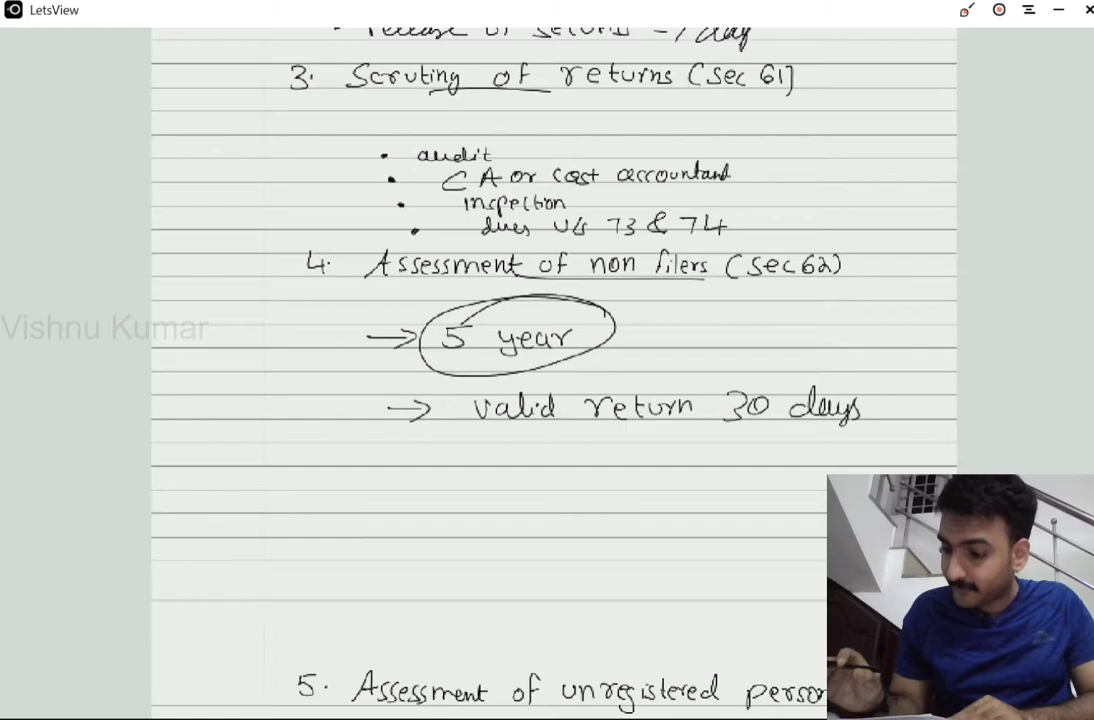 LetsView
3. Scruting of returns (Sec 61]
• audit
• CA or cost accountant
• inspection
• dues u/s 73 & 74
4. Assessment of non filers (Sec 62)
Vishnu Kumar
→ 5 year
→ valid return 30 days
5. Assessment of unregistered person